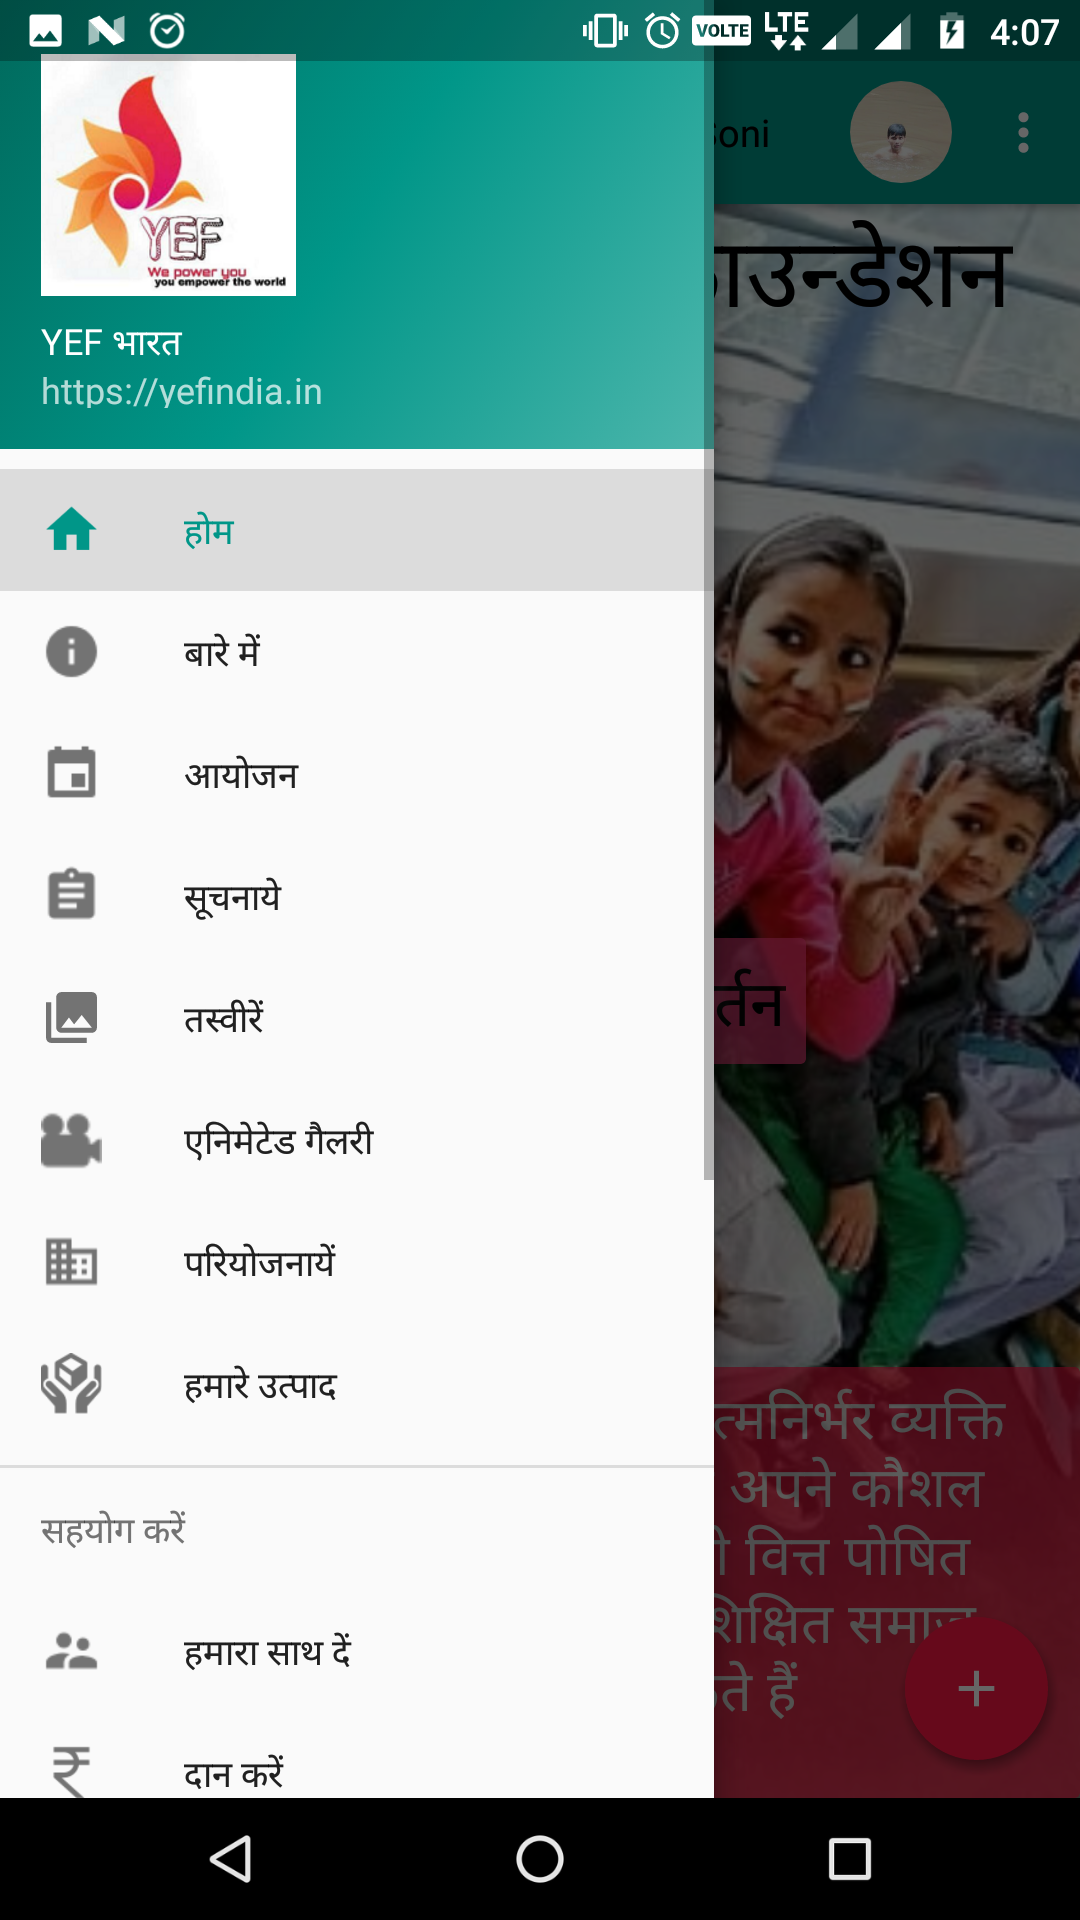 VOLTE LTE 4:07
YEF
We power you
you empower the world
YEF भारत
https://yefindia.in
होम
बारे में
आयोजन
सूचनाये
तस्वीरें
एनिमेटेड गैलरी
परियोजनायें
हमारे उत्पाद
सहयोग करें
हमारा साथ दें
दान करें
oni
उन्डेशन
र्तन
त्मनिर्भर व्यक्ति
अपने कौशल
वित्त पोषित
शिक्षित समाज
ते हैं